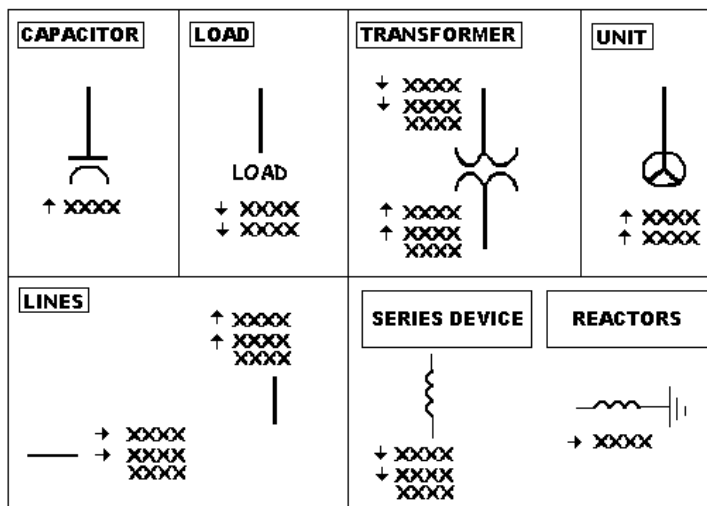 CAPACITOR
↑ XXXX
LOAD
LOAD
↓ XXXX
↓ XXXX
TRANSFORMER
↓ XXXX
↓ XXXX
XXXX
↑ XXXX
↑ XXXX
XXXX
UNIT
↑ XXXX
↑ XXXX
LINES
↑ XXXX
↑ XXXX
XXXX
→ XXXX
→ XXXX
XXXX
SERIES DEVICE
↓ XXXX
↓ XXXX
XXXX
REACTORS
→ XXXX